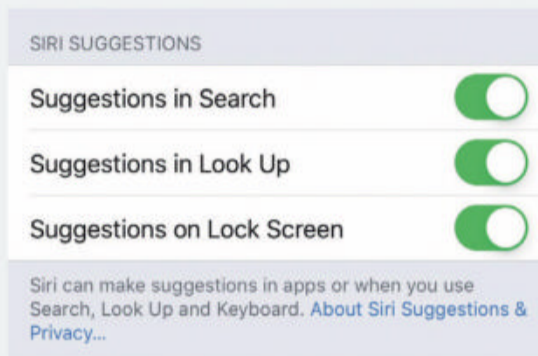 SIRI SUGGESTIONS
Suggestions in Search
Suggestions in Look Up
Suggestions on Lock Screen
Siri can make suggestions in apps or when you use
Search, Look Up and Keyboard. About Siri Suggestions &
Privacy...